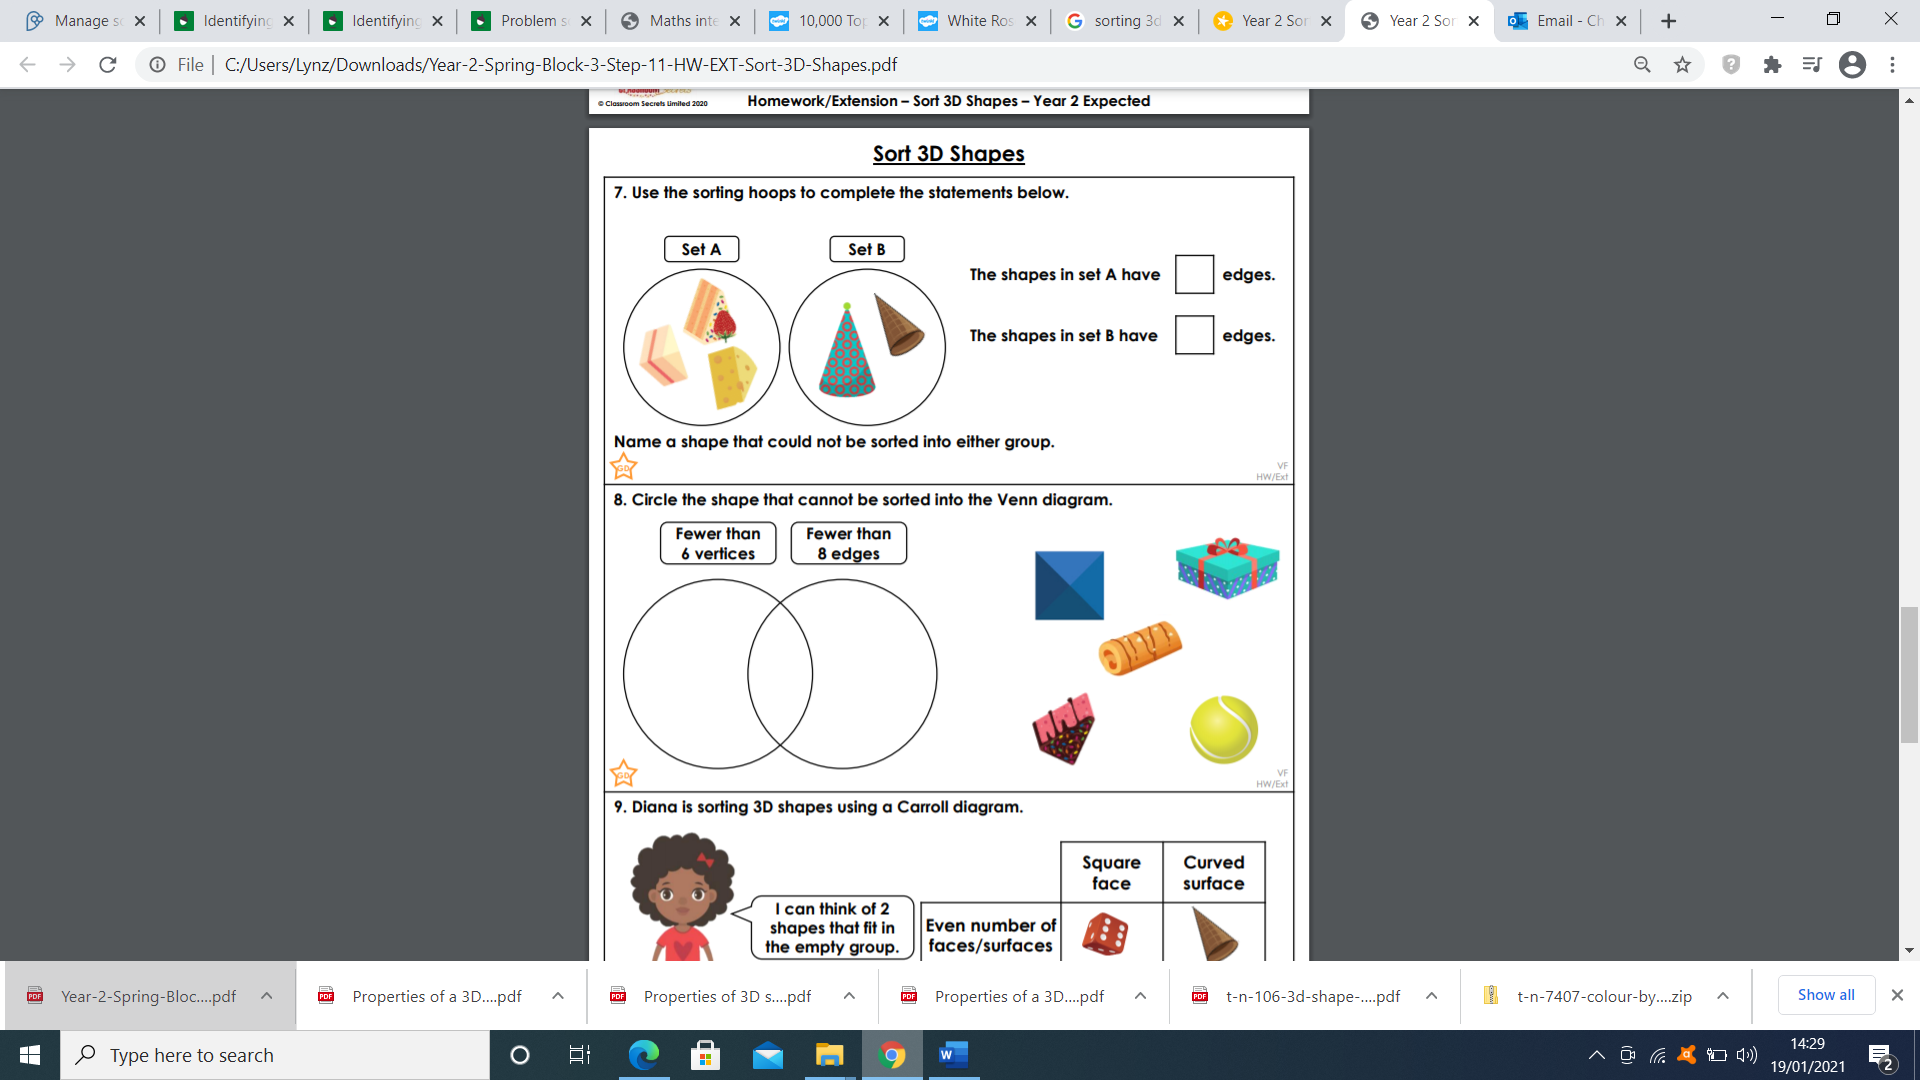 Manage s
Identifying
Identifying
Problem s
Maths inte
10,000 Top
White Ros
sorting 3d
Year 2 Sor
Year 2 Sor
Email - Ch
File
C:/Users/Lynz/Downloads/Year-2-Spring-Block-3-Step-11-HW-EXT-Sort-3D-Shapes.pdf
© Classroom Secrets Limited 2020
Homework/Extension – Sort 3D Shapes – Year 2 Expected
Sort 3D Shapes
7. Use the sorting hoops to complete the statements below.
Set A
Set B
The shapes in set A have edges.
The shapes in set B have edges.
Name a shape that could not be sorted into either group.
GD
VF
HW/Ext
8. Circle the shape that cannot be sorted into the Venn diagram.
Fewer than
6 vertices
Fewer than
8 edges
GD
VF
HW/Ext
9. Diana is sorting 3D shapes using a Carroll diagram.
I can think of 2
shapes that fit in
the empty group.
Square
face
Curved
surface
Even number of
faces/surfaces
Year-2-Spring-Bloc....pdf
Properties of a 3D....pdf
Properties of 3D s....pdf
Properties of a 3D....pdf
t-n-106-3d-shape-....pdf
t-n-7407-colour-by....zip
Show all
Type here to search
14:29
19/01/2021
2